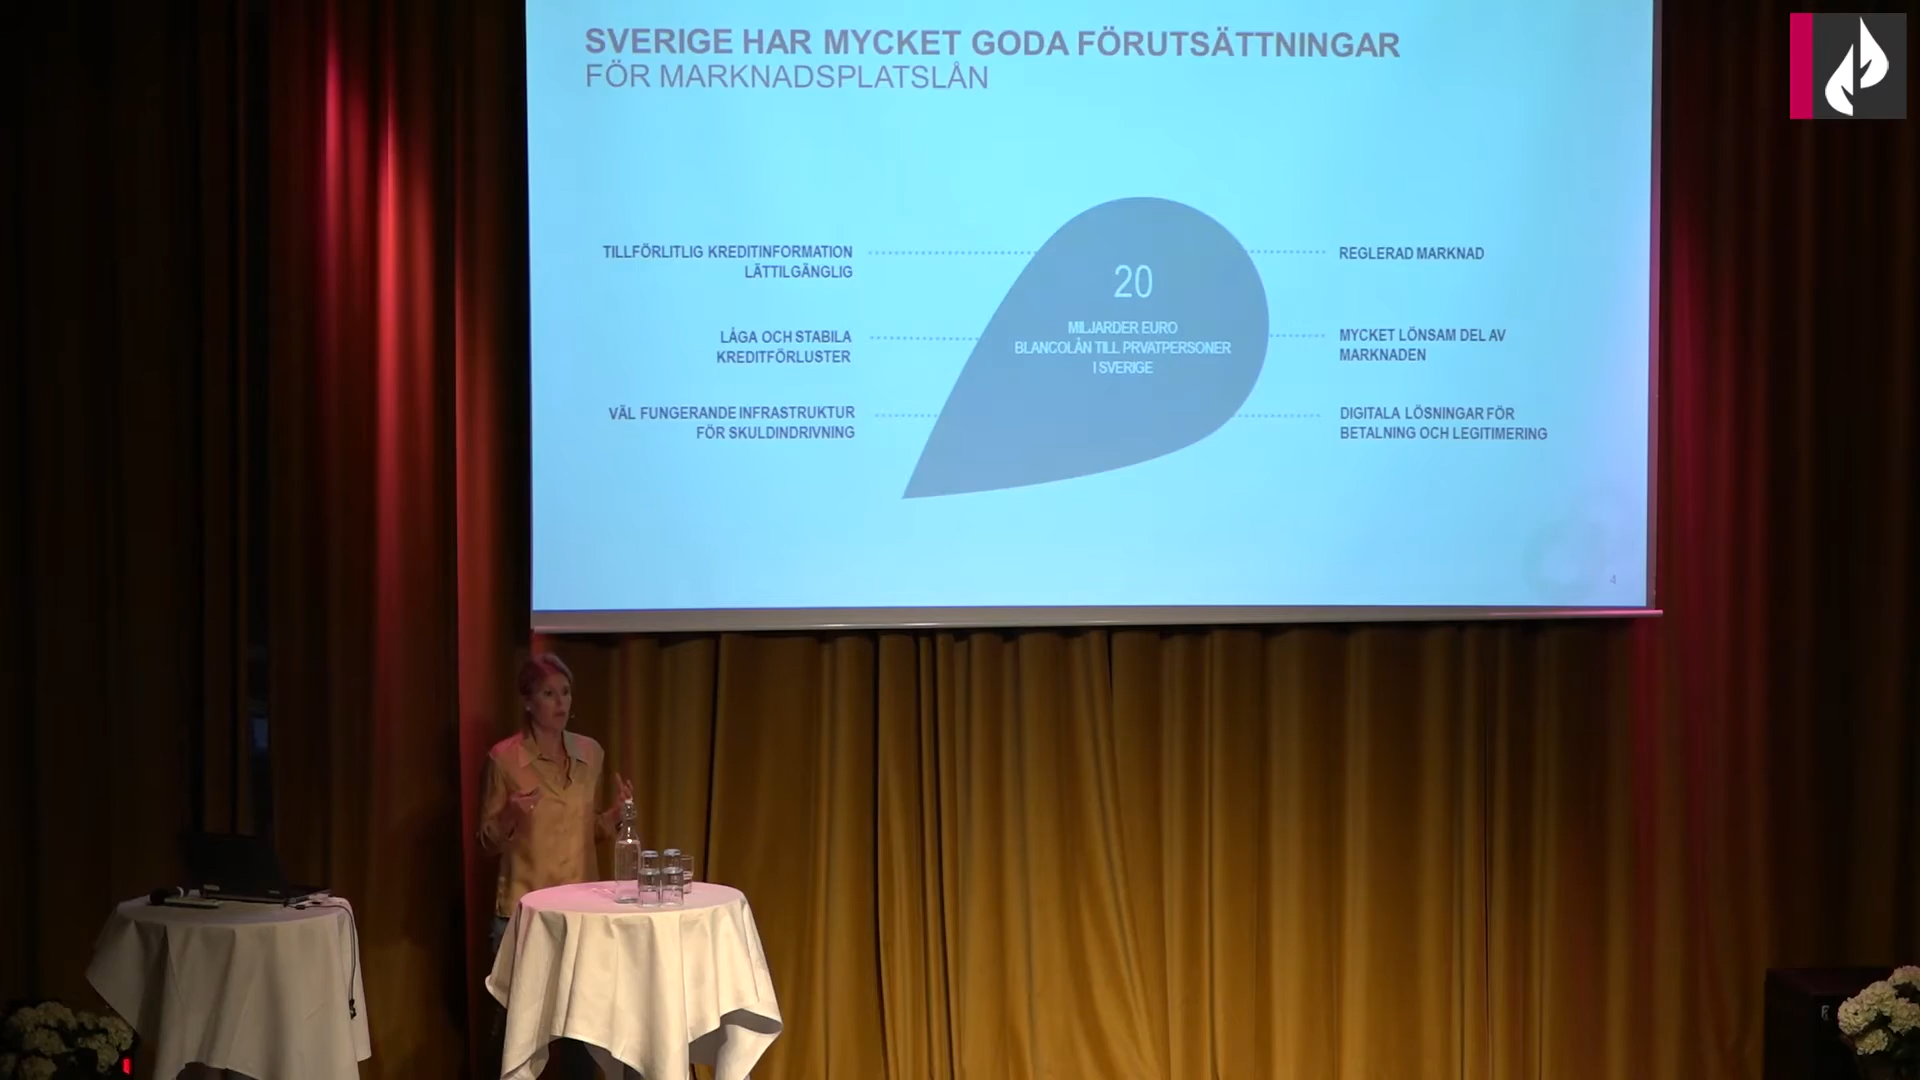 SVERIGE HAR MYCKET GODA FÖRUTSÄTTNINGAR
FÖR MARKNADSPLATSLÅN
TILLFÖRLITLIG KREDITINFORMATION
LÄTTILGÄNGLIG
LÅGA OCH STABILA
KREDITFÖRLUSTER
VÄL FUNGERANDE INFRASTRUKTUR
FÖR SKULDINDRIVNING
20
MILJARDER EURO
BLANCOLÅN TILL PRVATPERSONER
I SVERIGE
REGLERAD MARKNAD
MYCKET LÖNSAM DEL AV
MARKNADEN
DIGITALA LÖSNINGAR FÖR
BETALNING OCH LEGITIMERING
4